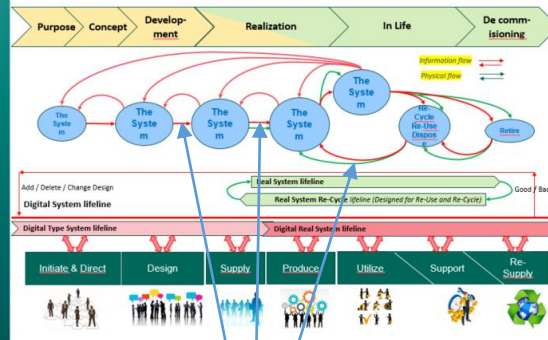 Purpose
Concept
Develop-
ment
Realization
In Life
De comm-
isioning
Information flow
Physical flow
The
Syste
m
The
Syste
m
The
Syste
m
The
Syste
m
The
Syste
m
Re-
Cycle
Re-Use
Dispos
e
Retire
Add / Delete / Change Design
Digital System lifeline
Real System lifeline
Real System Re-Cycle lifeline (Designed for Re-Use and Re-Cycle)
Good / Bad
Digital Type System lifeline
Digital Real System lifeline
Initiate & Direct
Design
Supply
Produce
Utilize
Support
Re-
Supply